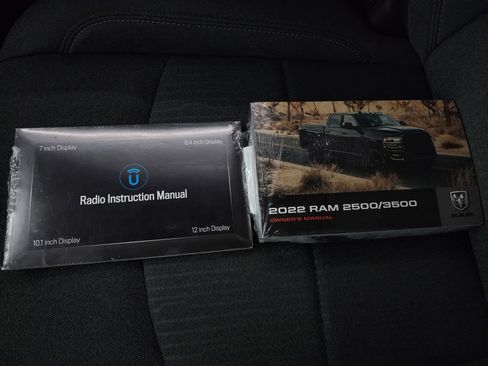 7 inch Display
8.4 inch Display
U
Radio Instruction Manual
10.1 inch Display
12 inch Display
2022 RAM 2500/3500
OWNER'S MANUAL
RAM